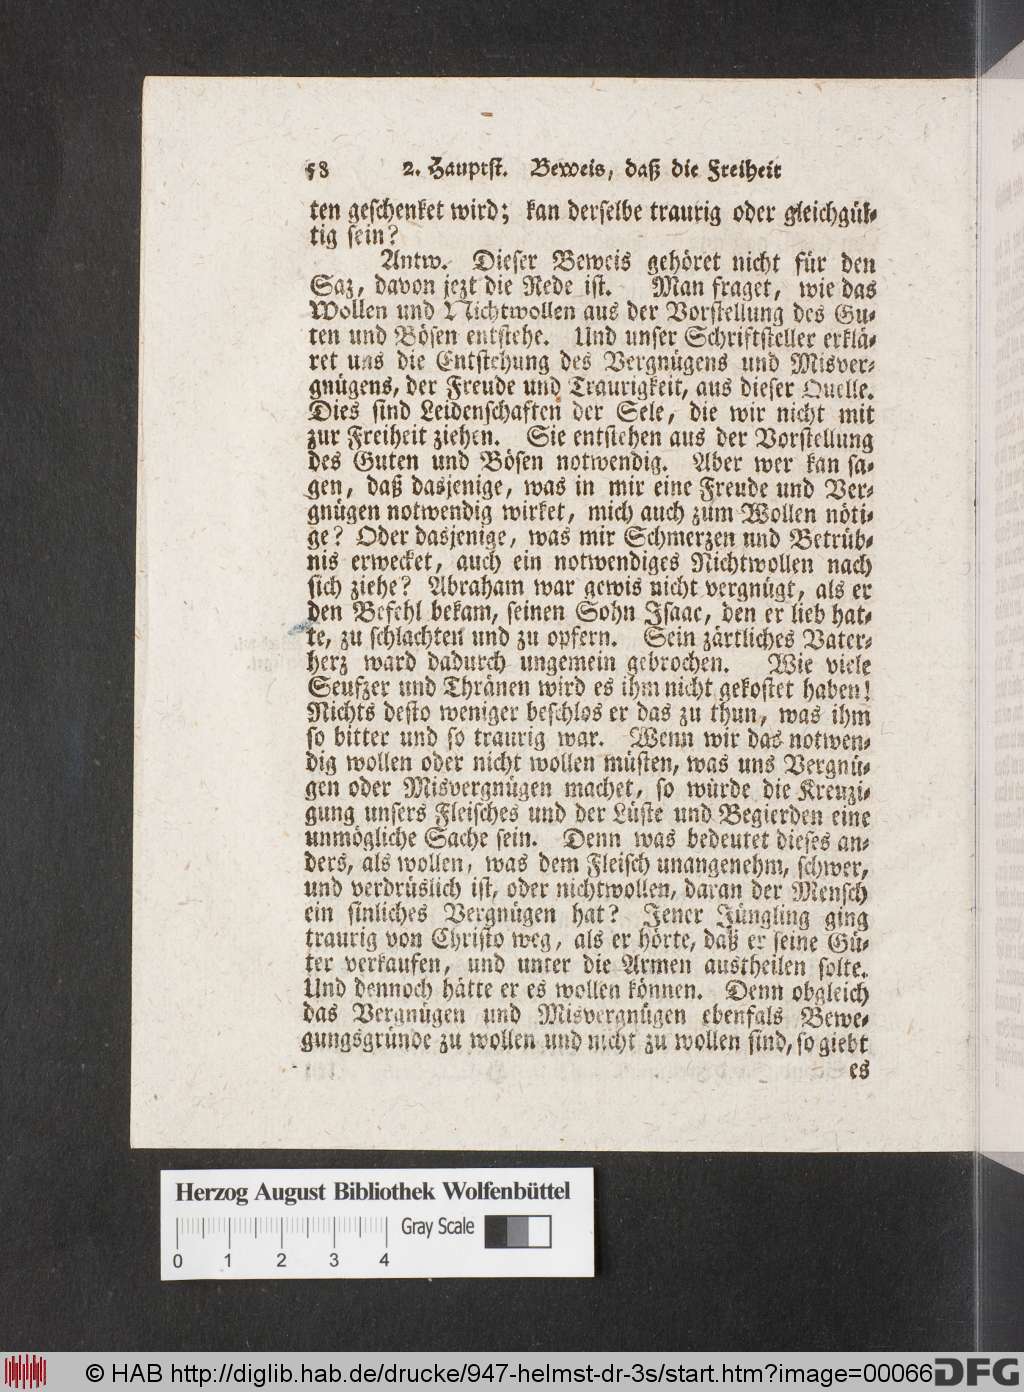 58 2. Hauptst. Beweis, daß die Freiheit
ten geschenket wird; kan derselbe traurig oder gleichgül-
tig sein?
Antw. Dieser Beweis gehöret nicht für den
Saz, davon jezt die Rede ist. Man fraget, wie das
Wollen und Nichtwollen aus der Vorstellung des Gu-
ten und Bösen entstehe. Und unser Schriftsteller erklä-
ret uns die Entstehung des Vergnügens und Misver-
gnügens, der Freude und Traurigkeit, aus dieser Quelle.
Dies sind Leidenschaften der Sele, die wir nicht mit
zur Freiheit ziehen. Sie entstehen aus der Vorstellung
des Guten und Bösen notwendig. Aber wer kan sa-
gen, daß dasjenige, was in mir eine Freude und Ver-
gnügen notwendig wirket, mich auch zum Wollen nöti-
ge? Oder dasjenige, was mir Schmerzen und Betrüb-
nis erwecket, auch ein notwendiges Nichtwollen nach
sich ziehe? Abraham war gewis nicht vergnügt, als er
den Befehl bekam, seinen Sohn Isaac, den er lieb hat-
te, zu schlachten und zu opfern. Sein zärtliches Vater-
herz ward dadurch ungemein gebrochen. Wie viele
Seufzer und Thränen wird es ihm nicht gekostet haben!
Nichts desto weniger beschlos er das zu thun, was ihm
so bitter und so traurig war. Wenn wir das notwen-
dig wollen oder nicht wollen müsten, was uns Vergnü-
gen oder Misvergnügen machet, so würde die Kreuzi-
gung unsers Fleisches und der Lüste und Begierden eine
unmögliche Sache sein. Denn was bedeutet dieses an-
ders, als wollen, was dem Fleisch unangenehm, schwer,
und verdrüslich ist, oder nichtwollen, daran der Mensch
ein sinliches Vergnügen hat? Jener Jüngling ging
traurig von Christo weg, als er hörte, daß er seine Gü-
ter verkaufen, und unter die Armen austheilen solte.
Und dennoch hätte er es wollen können. Denn obgleich
das Vergnügen und Misvergnügen ebenfals Bewe-
gungsgründe zu wollen und nicht zu wollen sind, so giebt
es
Herzog August Bibliothek Wolfenbüttel
Gray Scale
0 1 2 3 4
© HAB http://diglib.hab.de/drucke/947-helmst-dr-3s/start.htm?image=00066
DFG